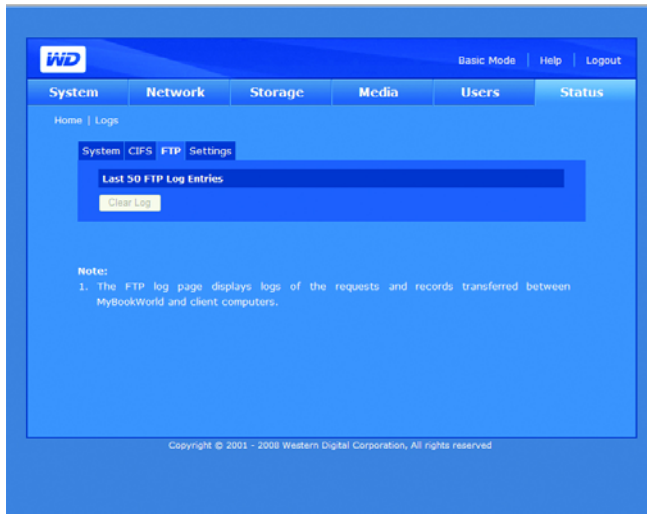 WD
Basic Mode | Help | Logout
System Network Storage Media Users Status
Home | Logs
System CIFS FTP Settings
Last 50 FTP Log Entries
Clear Log
Note:
1. The FTP log page displays logs of the requests and records transferred between
MyBookWorld and client computers.
Copyright © 2001 - 2008 Western Digital Corporation, All rights reserved